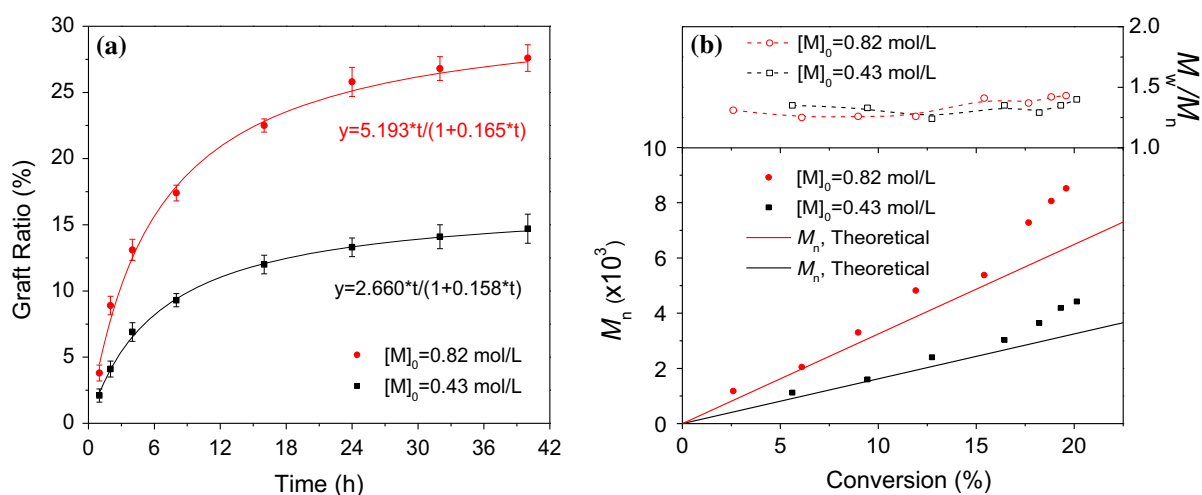 (a)
30
25
20
15
10
5
0
Graft Ratio (%)
y=5.193*t/(1+0.165*t)
y=2.660*t/(1+0.158*t)
[M]₀=0.82 mol/L
[M]₀=0.43 mol/L
0 6 12 18 24 30 36 42
Time (h)
(b)
[M]₀=0.82 mol/L
[M]₀=0.43 mol/L
2.0
1.5
1.0
Mw/Mn
10
8
6
4
2
0
Mₙ (x10³)
[M]₀=0.82 mol/L
[M]₀=0.43 mol/L
Mₙ, Theoretical
Mₙ, Theoretical
0 5 10 15 20
Conversion (%)